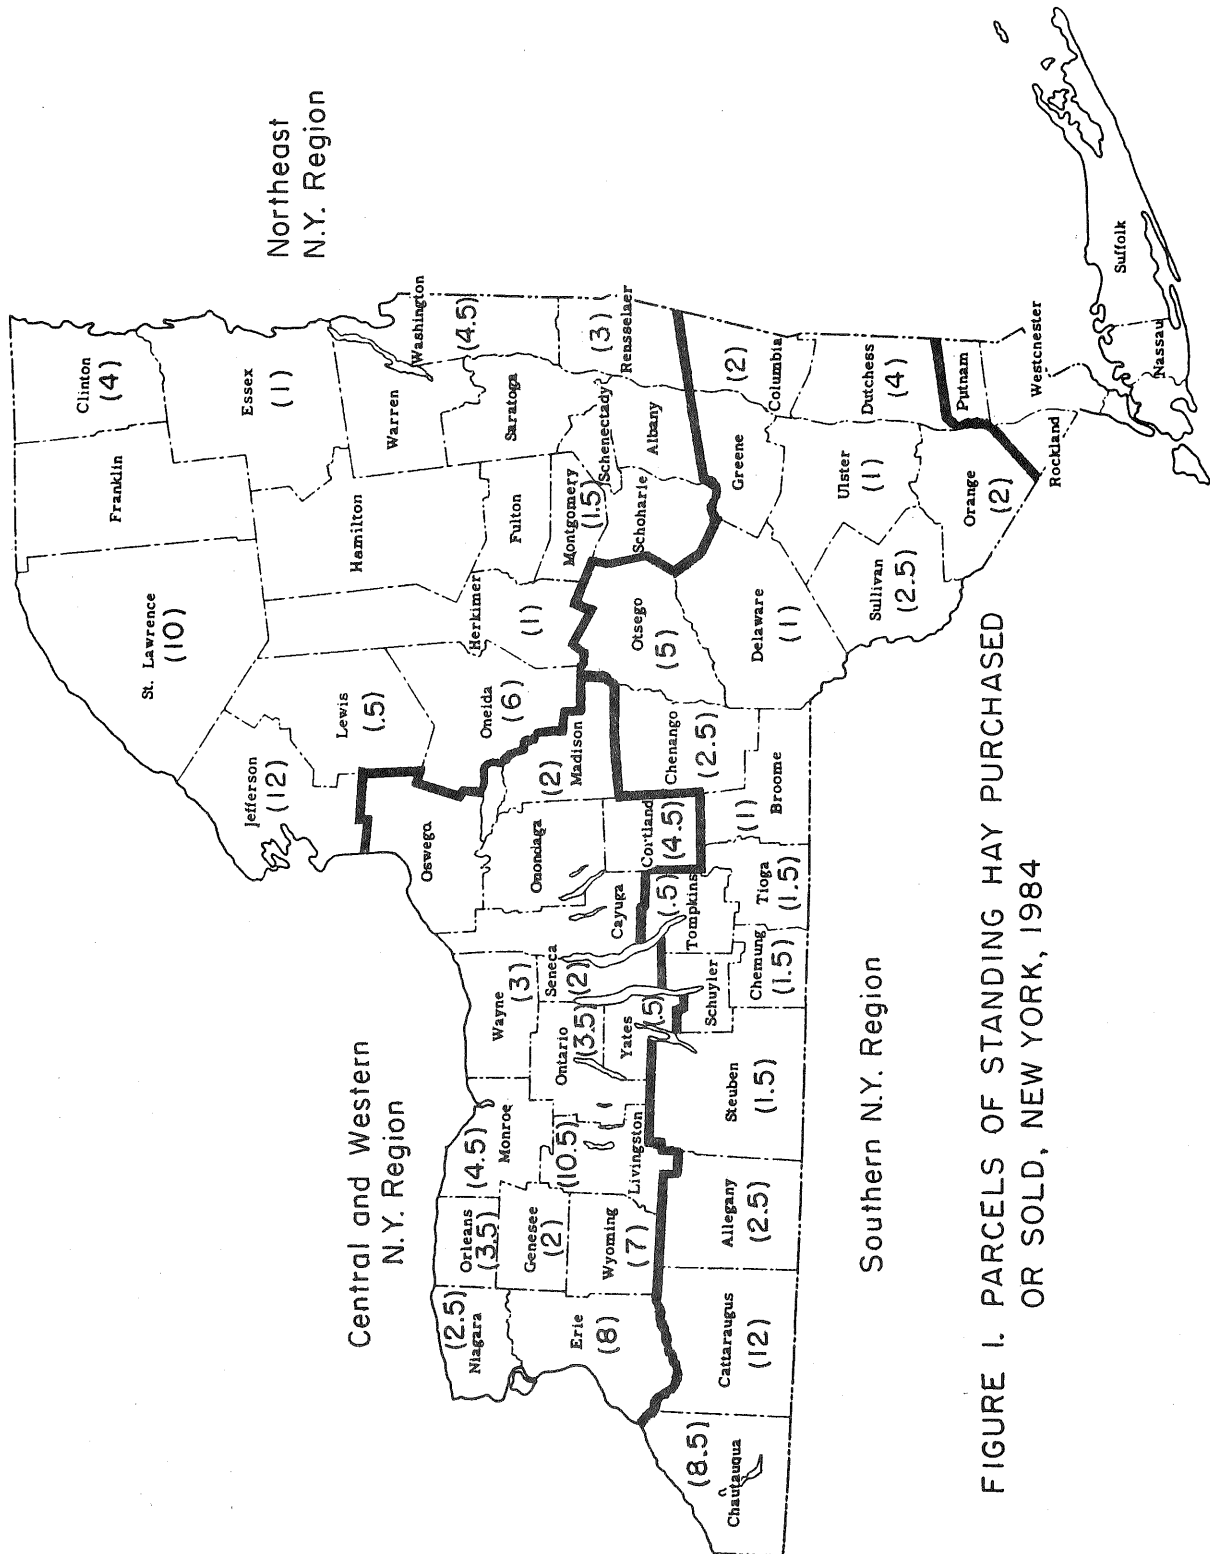 Northeast
N.Y. Region
Clinton
(4)
Franklin
Essex
(1)
St. Lawrence
(10)
Hamilton
Warren
Washington
(4.5)
Jefferson
(12)
Lewis
(.5)
Herkimer
(1)
Fulton
Saratoga
Oneida
(6)
Montgomery
(1.5)
Schenectady
Rensselaer
(3)
Albany
Schoharie
Central and Western
N.Y. Region
Niagara
(2.5)
Orleans
(3.5)
Monroe
(4.5)
Wayne
(3)
Oswego
Genesee
(2)
Ontario
(3.5)
Seneca
(2)
Cayuga
Onondaga
Madison
(2)
Erie
(8)
Wyoming
(7)
Livingston
(10.5)
Yates
(.5)
Cortland
(4.5)
Southern N.Y. Region
Chautauqua
(8.5)
Cattaraugus
(12)
Allegany
(2.5)
Steuben
(1.5)
Schuyler
Chemung
(1.5)
Tompkins
(.5)
Tioga
(1.5)
Broome
(1)
Chenango
(2.5)
Otsego
(5)
Delaware
(1)
Greene
Columbia
(2)
Ulster
(1)
Dutchess
(4)
Sullivan
(2.5)
Orange
(2)
Putnam
Rockland
Westchester
Nassau
Suffolk
FIGURE 1. PARCELS OF STANDING HAY PURCHASED
OR SOLD, NEW YORK, 1984